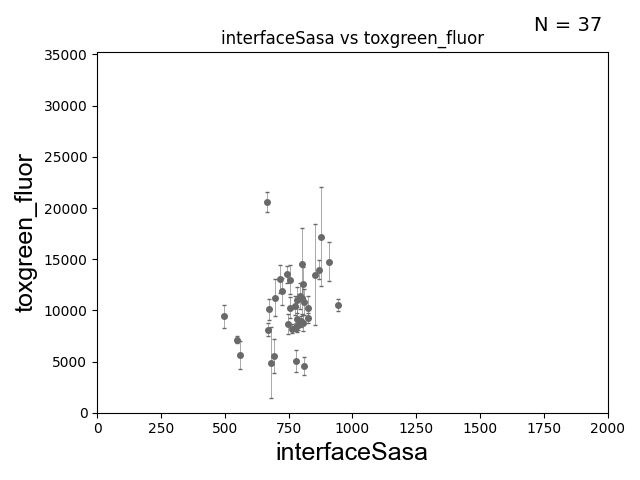 N = 37
interfaceSasa vs toxgreen_fluor
35000
30000
25000
20000
15000
10000
5000
0
toxgreen_fluor
0 250 500 750 1000 1250 1500 1750 2000
interfaceSasa